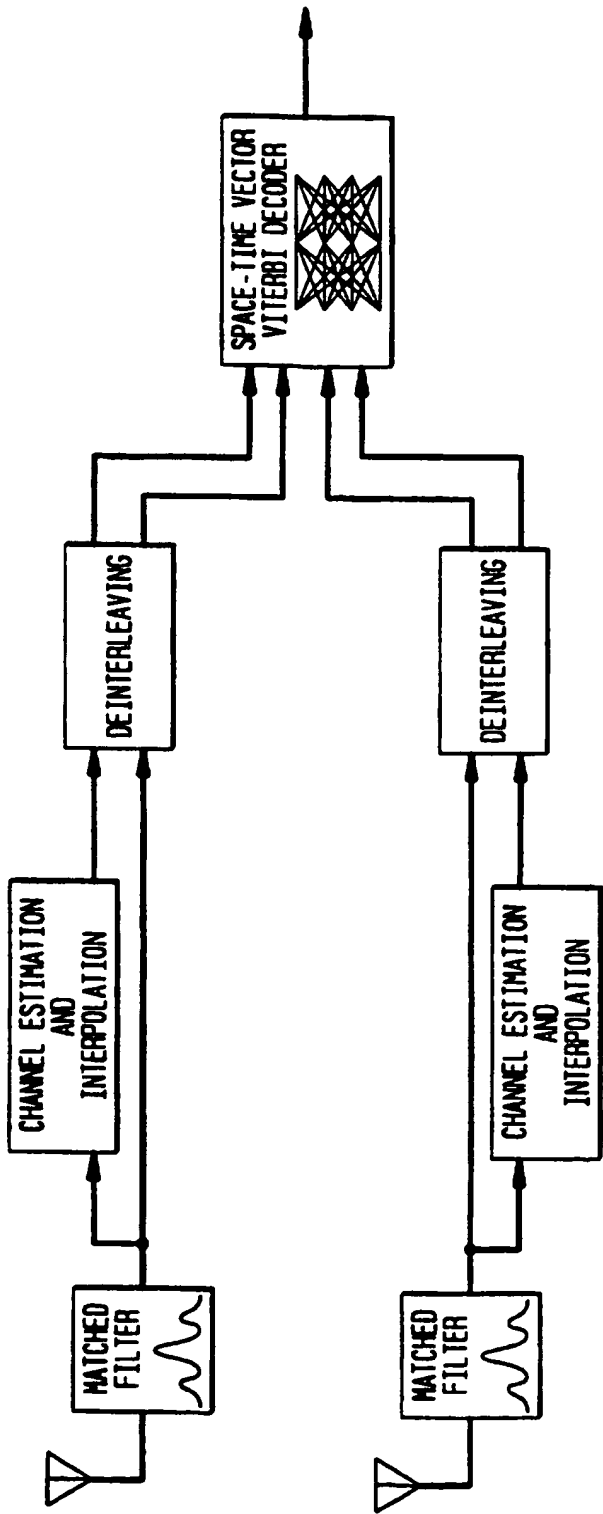 MATCHED
FILTER
CHANNEL ESTIMATION
AND
INTERPOLATION
DEINTERLEAVING
SPACE-TIME VECTOR
VITERBI DECODER
MATCHED
FILTER
CHANNEL ESTIMATION
AND
INTERPOLATION
DEINTERLEAVING